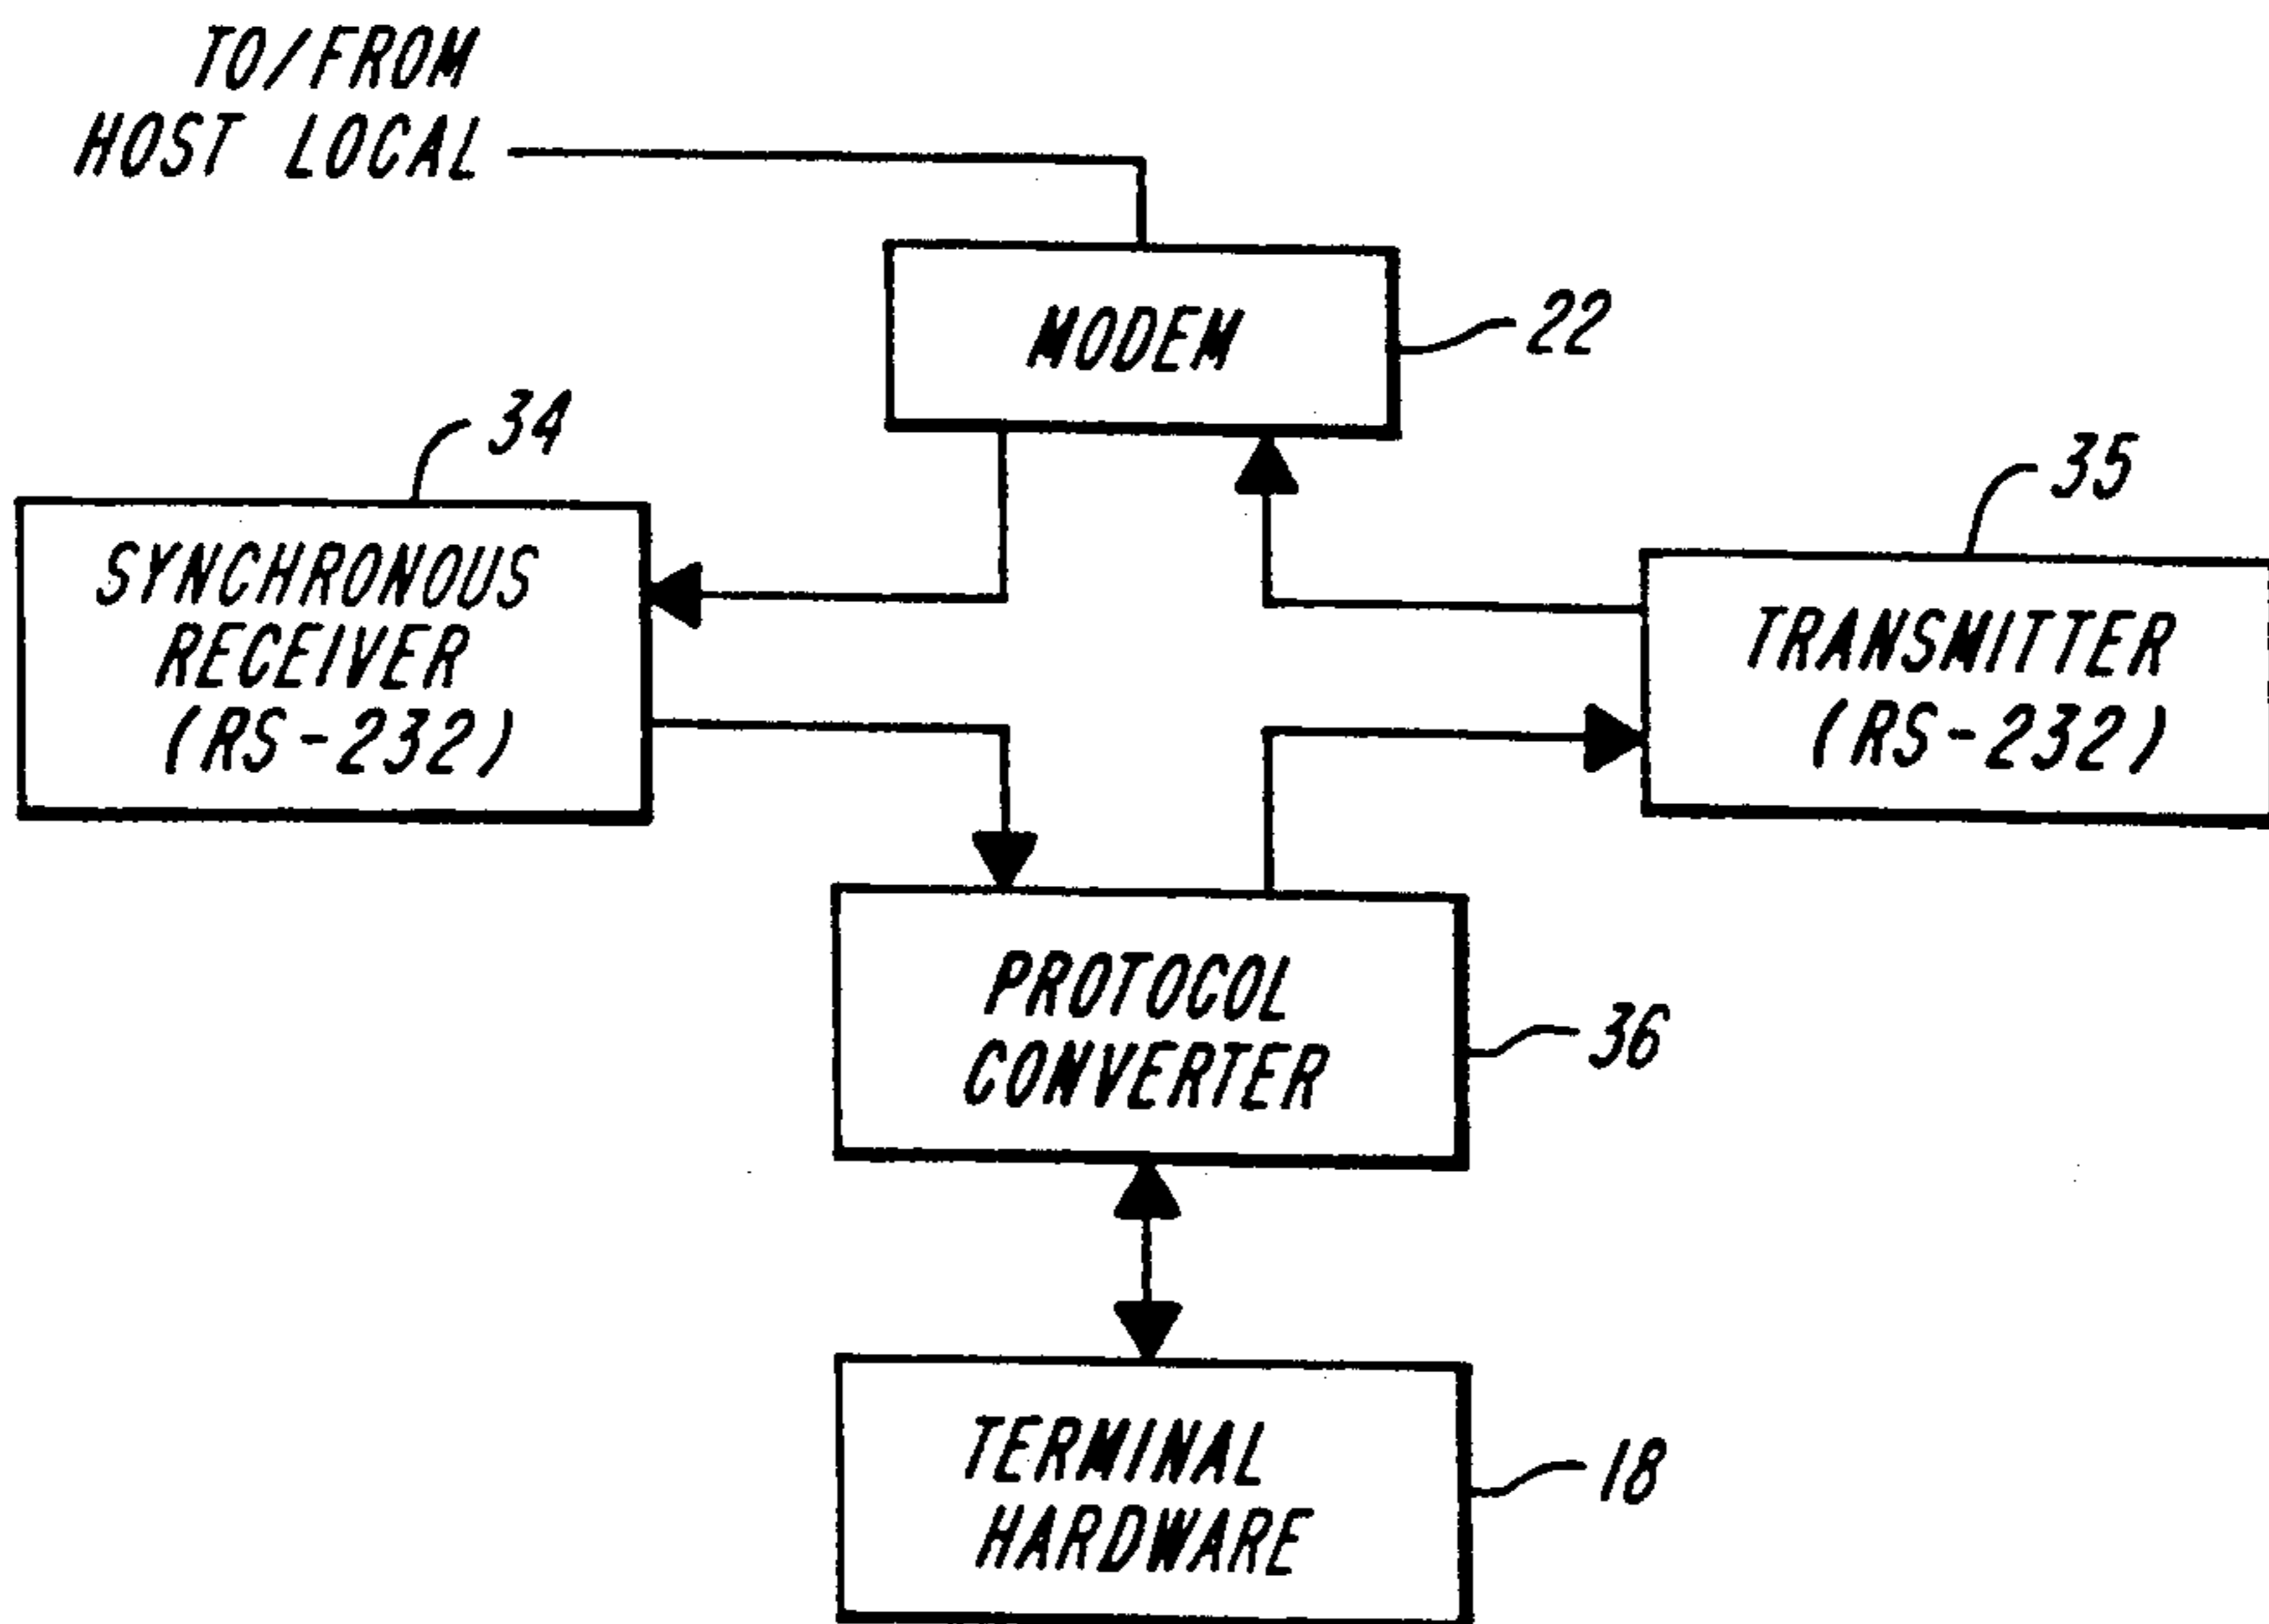 TO/FROM
HOST LOCAL
MODEM
22
34
35
SYNCHRONOUS
RECEIVER
(RS-232)
TRANSMITTER
(RS-232)
PROTOCOL
CONVERTER
36
TERMINAL
HARDWARE
18